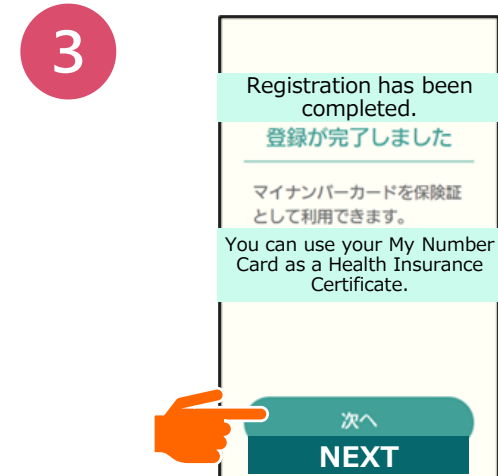 3
Registration has been
completed.
登録が完了しました
マイナンバーカードを保険証
として利用できます。
You can use your My Number
Card as a Health Insurance
Certificate.
次へ
NEXT